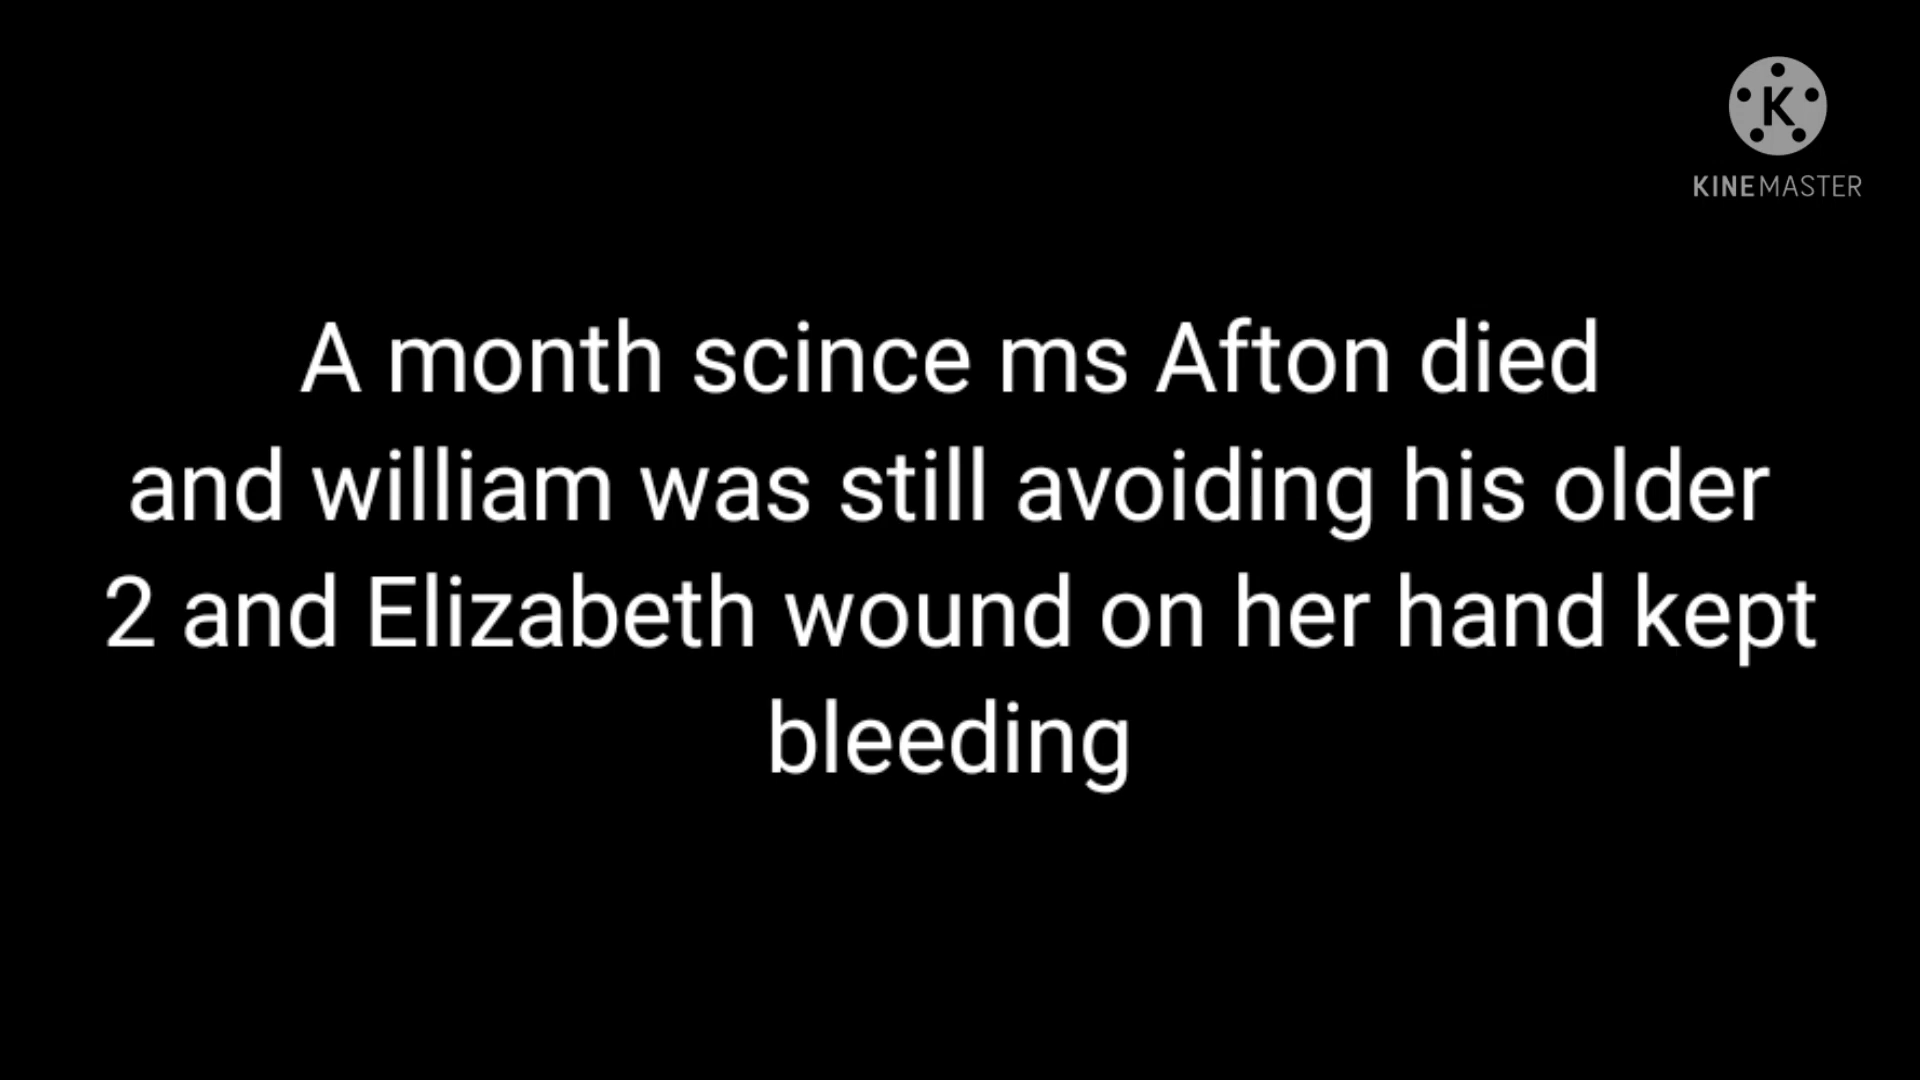 K
KINEMASTER
A month scince ms Afton died
and william was still avoiding his older
2 and Elizabeth wound on her hand kept
bleeding